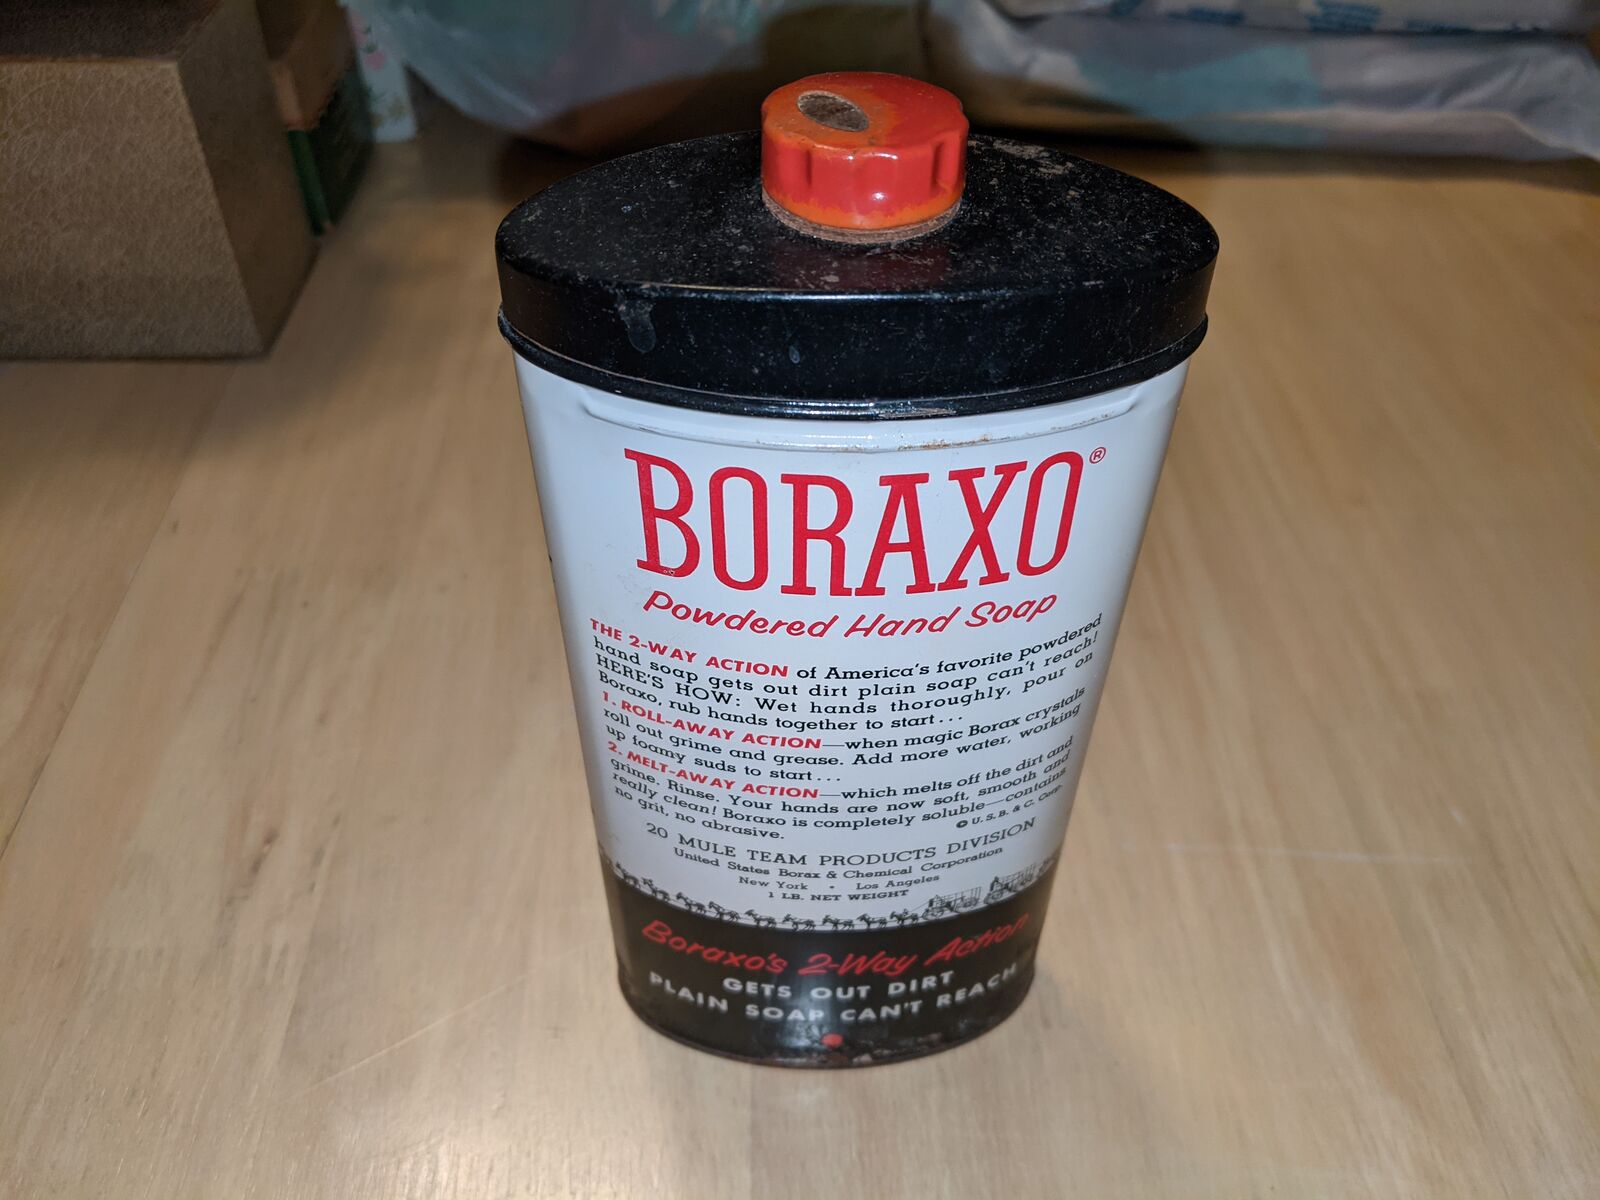 BORAXO®
Powdered Hand Soap
THE 2-WAY ACTION of America's favorite powdered
hand soap gets out dirt plain soap can't reach!
HERE'S HOW: Wet hands thoroughly, pour on
Boraxo, rub hands together to start...
1. ROLL-AWAY ACTION—when magic Borax crystals
roll out grime and grease. Add more water, working
up foamy suds to start...
2. MELT-AWAY ACTION—which melts off the dirt and
grime. Rinse. Your hands are now soft, smooth and
really clean! Boraxo is completely soluble—contains
no grit, no abrasive.
© U. S. B. & C. Corp.
20 MULE TEAM PRODUCTS DIVISION
United States Borax & Chemical Corporation
New York • Los Angeles
1 LB. NET WEIGHT
Boraxo's 2-Way Action
GETS OUT DIRT
PLAIN SOAP CAN'T REACH